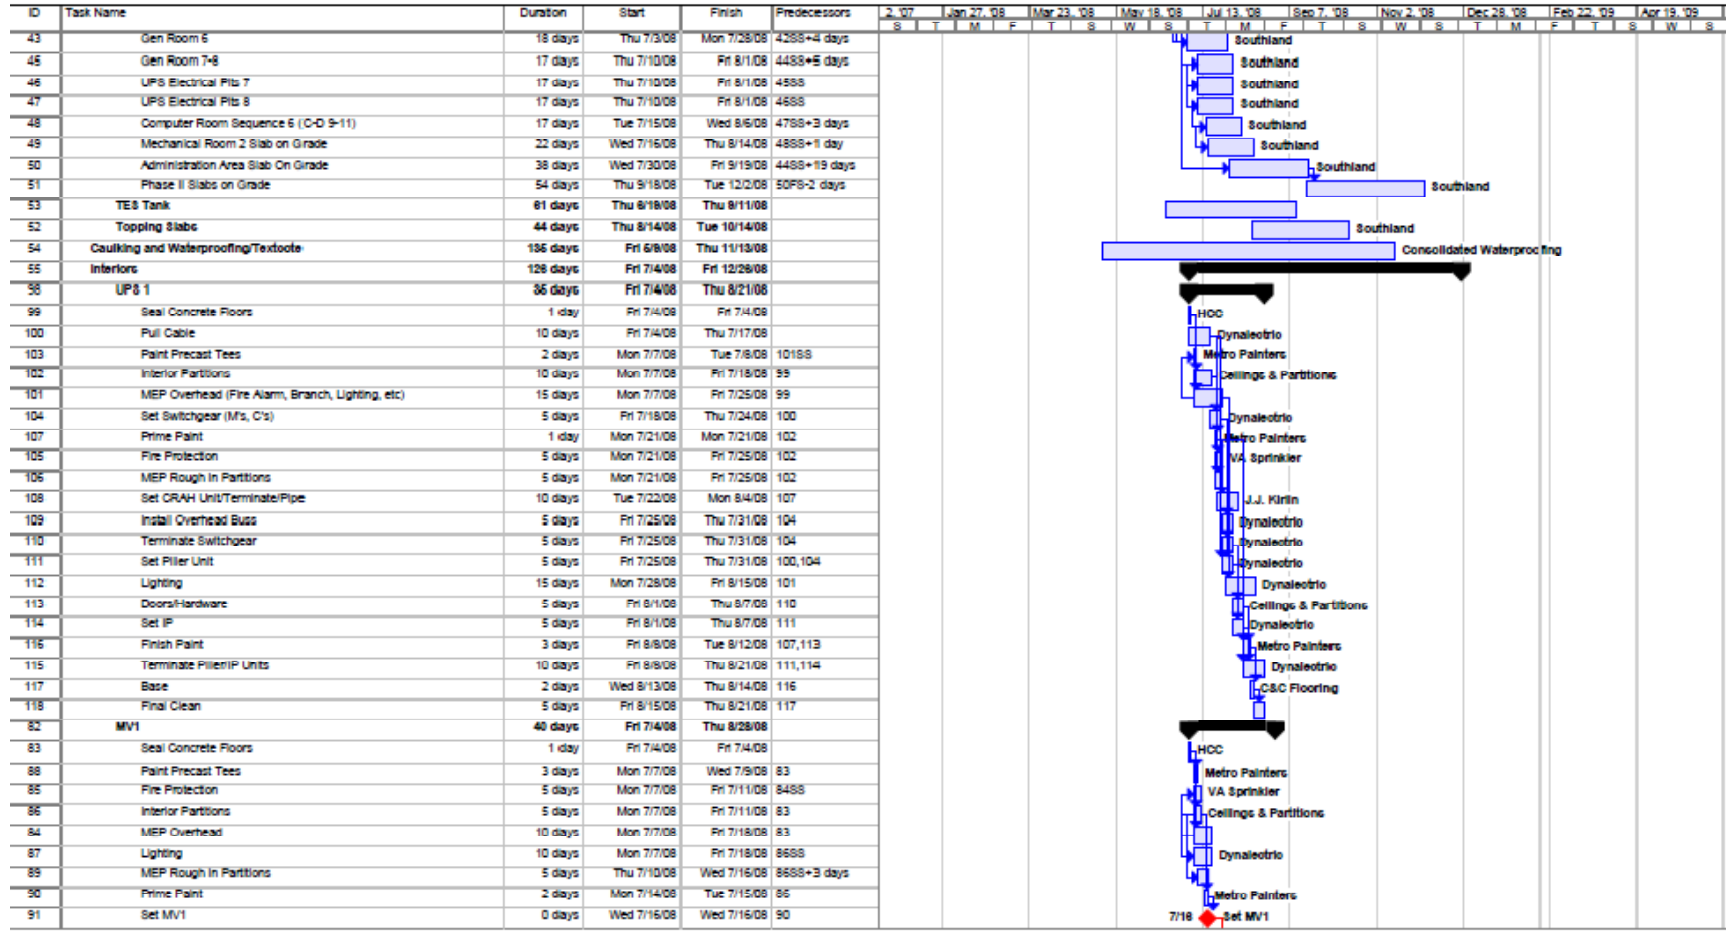 ID Task Name Duration Start Finish Predecessors 2, '07 Jan 27, '08 Mar 23, '08 May 18, '08 Jul 13, '08 Sep 7, '08 Nov 2, '08 Dec 28, '08 Feb 22, '09 Apr 19, '09
S T M F T S W S T M F S W S T M F T S W S
43 Gen Room 6 18 days Thu 7/3/08 Mon 7/28/08 42SS+4 days Southland
45 Gen Room 7-8 17 days Thu 7/10/08 Fri 8/1/08 44SS+5 days Southland
46 UPS Electrical Pits 7 17 days Thu 7/10/08 Fri 8/1/08 45SS Southland
47 UPS Electrical Pits 8 17 days Thu 7/10/08 Fri 8/1/08 46SS Southland
48 Computer Room Sequence 6 (C-D 9-11) 17 days Tue 7/15/08 Wed 8/6/08 47SS+3 days Southland
49 Mechanical Room 2 Slab on Grade 22 days Wed 7/16/08 Thu 8/14/08 48SS+1 day Southland
50 Administration Area Slab On Grade 38 days Wed 7/30/08 Fri 9/19/08 44SS+19 days Southland
51 Phase II Slabs on Grade 54 days Thu 9/18/08 Tue 12/2/08 50FS-2 days Southland
53 TES Tank 61 days Thu 6/19/08 Thu 9/11/08
52 Topping Slabs 44 days Thu 8/14/08 Tue 10/14/08 Southland
54 Caulking and Waterproofing/Textcote 135 days Thu 11/13/08 Consolidated Waterproofing
55 Interiors 126 days Fri 7/4/08 Fri 12/26/08
98 UPS 1 35 days Fri 7/4/08 Thu 8/21/08
99 Seal Concrete Floors 1 day Fri 7/4/08 Fri 7/4/08 HCC
100 Pull Cable 10 days Fri 7/4/08 Thu 7/17/08 Dynalectric
103 Paint Precast Tees 2 days Mon 7/7/08 Tue 7/8/08 101SS Metro Painters
102 Interior Partitions 10 days Mon 7/7/08 Fri 7/18/08 99 Ceilings & Partitions
101 MEP Overhead (Fire Alarm, Branch, Lighting, etc) 15 days Mon 7/7/08 Fri 7/25/08 99
104 Set Switchgear (M's, C's) 5 days Fri 7/18/08 Thu 7/24/08 100 Dynalectric
107 Prime Paint 1 day Mon 7/21/08 Mon 7/21/08 102 Metro Painters
105 Fire Protection 5 days Mon 7/21/08 Fri 7/25/08 102 VA Sprinkler
106 MEP Rough In Partitions 5 days Mon 7/21/08 Fri 7/25/08 102
108 Set CRAH Unit/Terminate/Pipe 10 days Tue 7/22/08 Mon 8/4/08 107 J.J. Kirlin
109 Install Overhead Buss 5 days Fri 7/25/08 Thu 7/31/08 104 Dynalectric
110 Terminate Switchgear 5 days Fri 7/25/08 Thu 7/31/08 104 Dynalectric
111 Set Piller Unit 5 days Fri 7/25/08 Thu 7/31/08 100,104 Dynalectric
112 Lighting 15 days Mon 7/28/08 Fri 8/15/08 101 Dynalectric
113 Doors/Hardware 5 days Fri 8/1/08 Thu 8/7/08 110 Ceilings & Partitions
114 Set IP 5 days Fri 8/1/08 Thu 8/7/08 111 Dynalectric
116 Finish Paint 3 days Fri 8/8/08 Tue 8/12/08 107,113 Metro Painters
115 Terminate Piller/IP Units 10 days Fri 8/8/08 Thu 8/21/08 111,114 Dynalectric
117 Base 2 days Wed 8/13/08 Thu 8/14/08 116 C&C Flooring
118 Final Clean 5 days Fri 8/15/08 Thu 8/21/08 117
82 MV1 40 days Fri 7/4/08 Thu 8/28/08
83 Seal Concrete Floors 1 day Fri 7/4/08 Fri 7/4/08 HCC
88 Paint Precast Tees 3 days Mon 7/7/08 Wed 7/9/08 83 Metro Painters
85 Fire Protection 5 days Mon 7/7/08 Fri 7/11/08 84SS VA Sprinkler
86 Interior Partitions 5 days Mon 7/7/08 Fri 7/11/08 83 Ceilings & Partitions
84 MEP Overhead 10 days Mon 7/7/08 Fri 7/18/08 83
87 Lighting 10 days Mon 7/7/08 Fri 7/18/08 86SS Dynalectric
89 MEP Rough In Partitions 5 days Thu 7/10/08 Wed 7/16/08 86SS+3 days
90 Prime Paint 2 days Mon 7/14/08 Tue 7/15/08 86 Metro Painters
91 Set MV1 0 days Wed 7/16/08 Wed 7/16/08 90 7/16 Set MV1